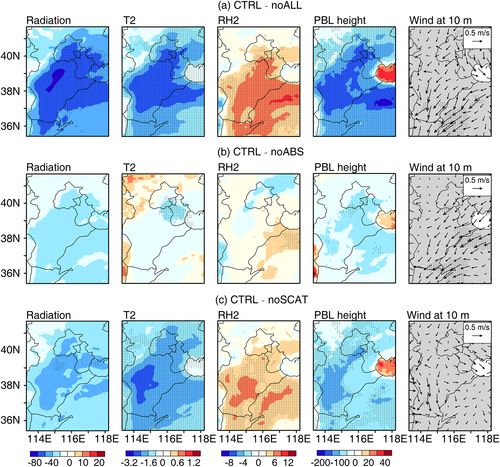 (a) CTRL - noALL
Radiation T2 RH2 PBL height Wind at 10 m
0.5 m/s
40N
38N
36N
(b) CTRL - noABS
Radiation T2 RH2 PBL height Wind at 10 m
0.5 m/s
40N
38N
36N
(c) CTRL - noSCAT
Radiation T2 RH2 PBL height Wind at 10 m
0.5 m/s
40N
38N
36N
114E 116E 118E 114E 116E 118E 114E 116E 118E 114E 116E 118E 114E 116E 118E
-80 -40 0 20 -3.2 -1.6 0 0.6 1.2 -8 -4 0 6 12 -200 -100 0 40